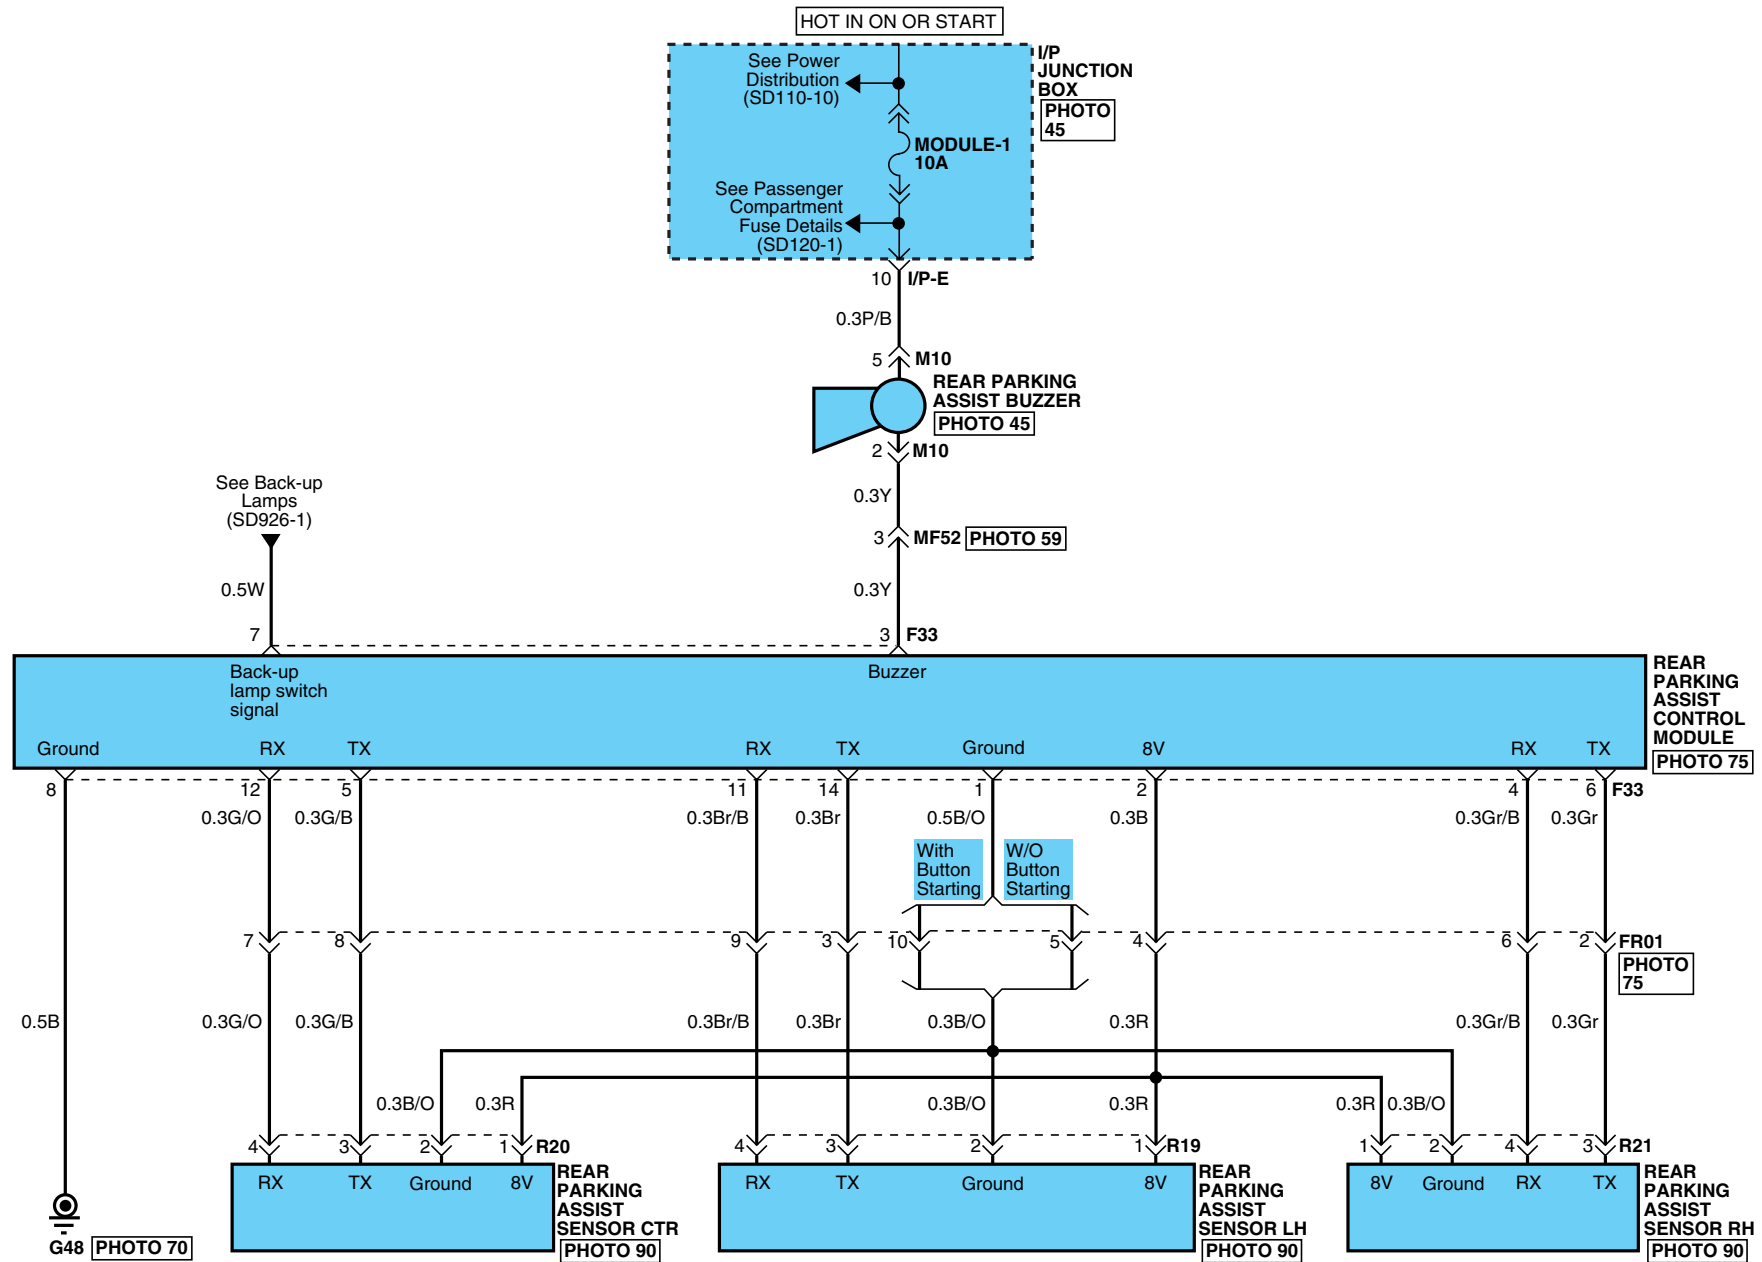 HOT IN ON OR START
I/P
JUNCTION
BOX
PHOTO
45
See Power
Distribution
(SD110-10)
MODULE-1
10A
See Passenger
Compartment
Fuse Details
(SD120-1)
10 I/P-E
0.3P/B
5 M10
REAR PARKING
ASSIST BUZZER
PHOTO 45
2 M10
0.3Y
3 MF52 PHOTO 59
See Back-up
Lamps
(SD926-1)
0.5W 0.3Y
7 3 F33
Back-up
lamp switch
signal
Buzzer
REAR
PARKING
ASSIST
CONTROL
MODULE
PHOTO 75
Ground RX TX RX TX Ground 8V RX TX
8 12 5 11 14 1 2 4 6 F33
0.3G/O 0.3G/B 0.3Br/B 0.3Br 0.5B/O 0.3B 0.3Gr/B 0.3Gr
With
Button
Starting
W/O
Button
Starting
7 8 9 3 10 5 4 6 2 FR01
PHOTO
75
0.5B 0.3G/O 0.3G/B 0.3Br/B 0.3Br 0.3B/O 0.3R 0.3Gr/B 0.3Gr
0.3B/O 0.3R 0.3B/O 0.3R 0.3R 0.3B/O
4 3 2 1 R20 4 3 2 1 R19 1 2 4 3 R21
RX TX Ground 8V
REAR
PARKING
ASSIST
SENSOR CTR
PHOTO 90
RX TX Ground 8V
REAR
PARKING
ASSIST
SENSOR LH
PHOTO 90
8V Ground RX TX
REAR
PARKING
ASSIST
SENSOR RH
PHOTO 90
G48 PHOTO 70